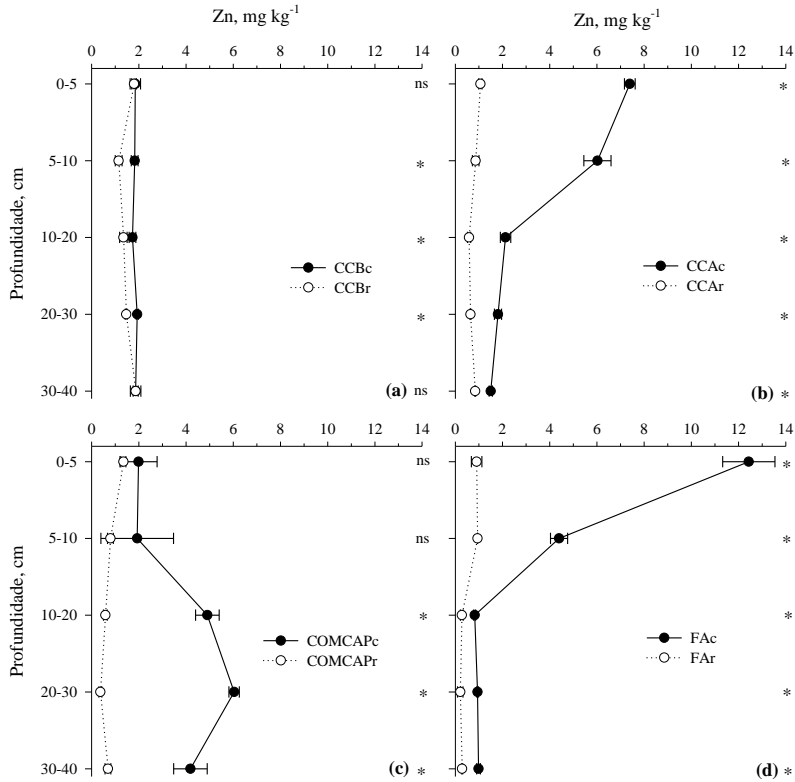 Zn, mg kg-1
Zn, mg kg-1
0 2 4 6 8 10 12 14
0 2 4 6 8 10 12 14
Profundidade, cm
0-5
5-10
10-20
20-30
30-40
ns
*
*
*
ns
CCBc
CCBr
(a)
*
*
*
*
*
CCAc
CCAr
(b)
0 2 4 6 8 10 12 14
0 2 4 6 8 10 12 14
Profundidade, cm
0-5
5-10
10-20
20-30
30-40
ns
ns
*
*
*
COMCAPc
COMCAPr
(c)
*
*
*
*
*
FAc
FAr
(d)